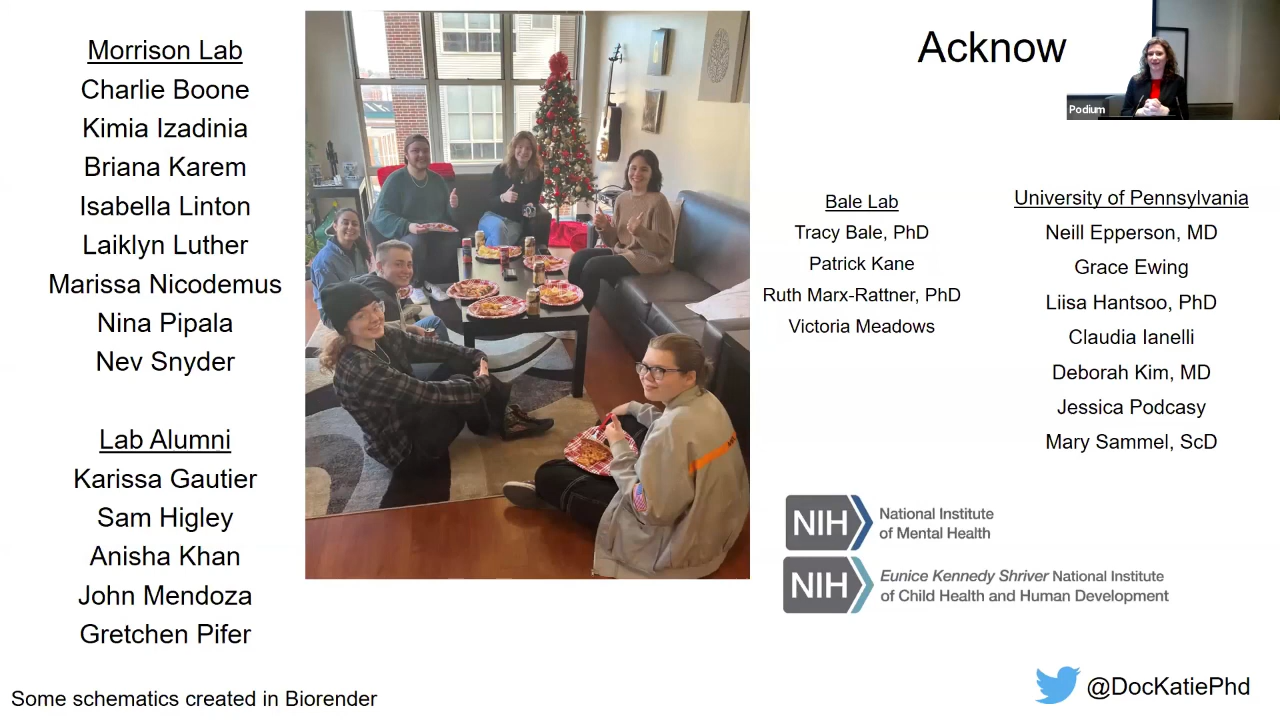 Acknow
Podium
Morrison Lab
Charlie Boone
Kimia Izadinia
Briana Karem
Isabella Linton
Laiklyn Luther
Marissa Nicodemus
Nina Pipala
Nev Snyder
Lab Alumni
Karissa Gautier
Sam Higley
Anisha Khan
John Mendoza
Gretchen Pifer
Some schematics created in Biorender
Bale Lab
Tracy Bale, PhD
Patrick Kane
Ruth Marx-Rattner, PhD
Victoria Meadows
University of Pennsylvania
Neill Epperson, MD
Grace Ewing
Liisa Hantsoo, PhD
Claudia Ianelli
Deborah Kim, MD
Jessica Podcasy
Mary Sammel, ScD
NIH National Institute
of Mental Health
NIH Eunice Kennedy Shriver National Institute
of Child Health and Human Development
@DocKatiePhd